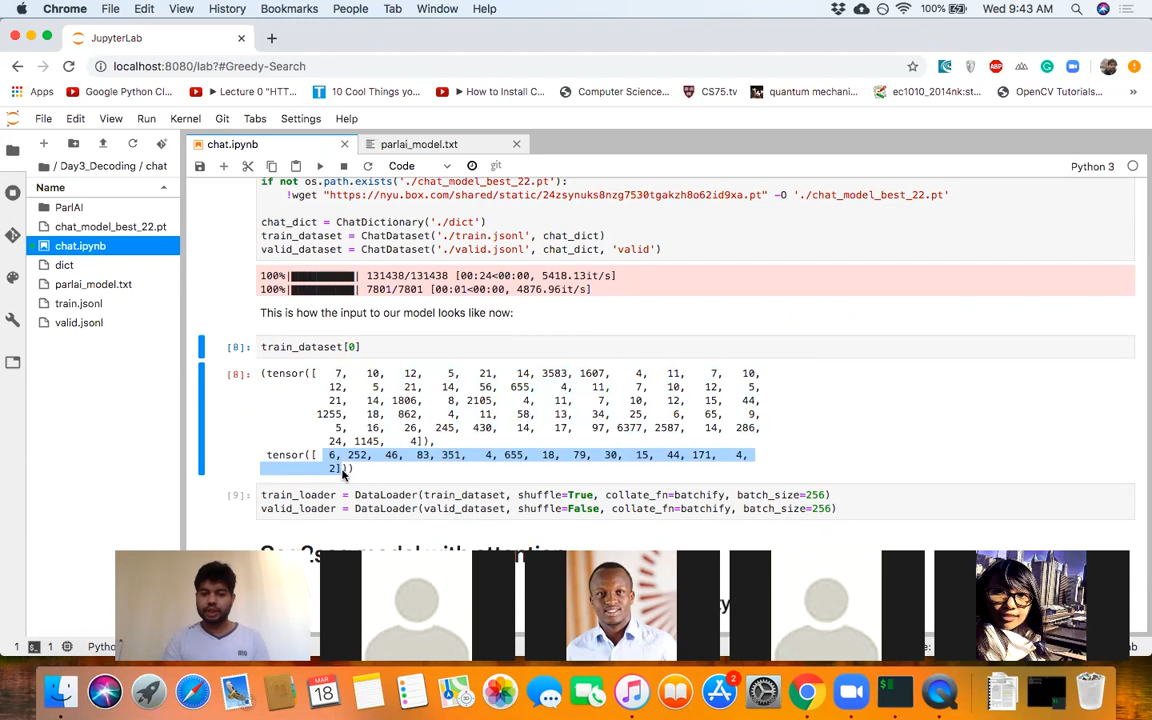 Chrome File Edit View History Bookmarks People Tab Window Help 100% Wed 9:43 AM
JupyterLab
localhost:8080/lab?#Greedy-Search
Apps Google Python Cl... Lecture 0 "HTT... 10 Cool Things you... How to Install C... Computer Science... CS75.tv quantum mechani... ec1010_2014nk:st... OpenCV Tutorials...
File Edit View Run Kernel Git Tabs Settings Help
chat.ipynb parlai_model.txt
/ Day3_Decoding / chat
Code git Python 3
Name
ParlAI
chat_model_best_22.pt
chat.ipynb
dict
parlai_model.txt
train.jsonl
valid.jsonl
if not os.path.exists('./chat_model_best_22.pt'):
!wget "https://nyu.box.com/shared/static/24zsynuks8nzg7530tgakzh8o62id9xa.pt" -O './chat_model_best_22.pt'
chat_dict = ChatDictionary('./dict')
train_dataset = ChatDataset('./train.jsonl', chat_dict)
valid_dataset = ChatDataset('./valid.jsonl', chat_dict, 'valid')
100%| | 131438/131438 [00:24<00:00, 5418.13it/s]
100%| | 7801/7801 [00:01<00:00, 4876.96it/s]
This is how the input to our model looks like now:
[8]: train_dataset[0]
[8]: (tensor([ 7, 10, 12, 5, 21, 14, 3583, 1607, 4, 11, 7, 10,
12, 5, 21, 14, 56, 655, 4, 11, 7, 10, 12, 5,
21, 14, 1806, 8, 2105, 4, 11, 7, 10, 12, 15, 44,
1255, 18, 862, 4, 11, 58, 13, 34, 25, 6, 65, 9,
5, 16, 26, 245, 430, 14, 17, 97, 6377, 2587, 14, 286,
24, 1145, 4]),
tensor([ 6, 252, 46, 83, 351, 4, 655, 18, 79, 30, 15, 44, 171, 4,
2]))
[9]: train_loader = DataLoader(train_dataset, shuffle=True, collate_fn=batchify, batch_size=256)
valid_loader = DataLoader(valid_dataset, shuffle=False, collate_fn=batchify, batch_size=256)
1 1 Pytho
MAR
18
2